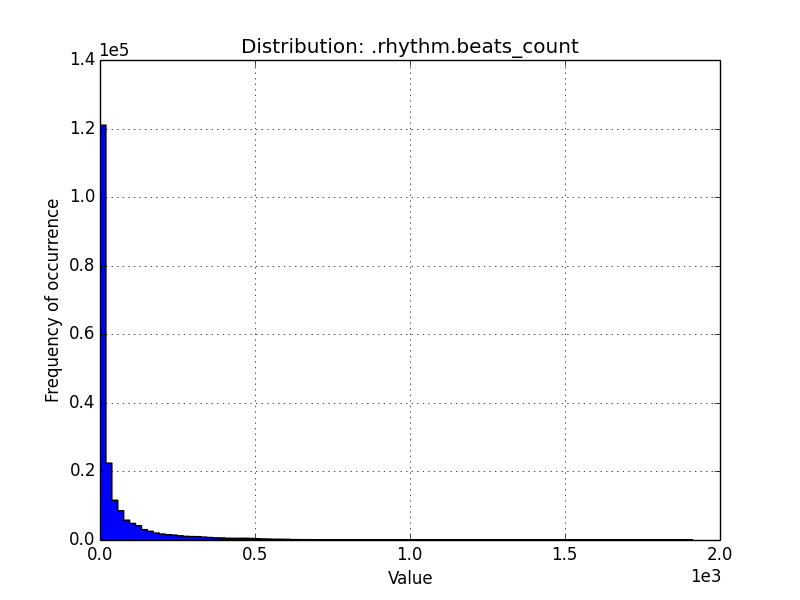 Distribution: .rhythm.beats_count
1e5
1.4
1.2
1.0
0.8
0.6
0.4
0.2
0.0
Frequency of occurrence
0.0 0.5 1.0 1.5 2.0
Value
1e3